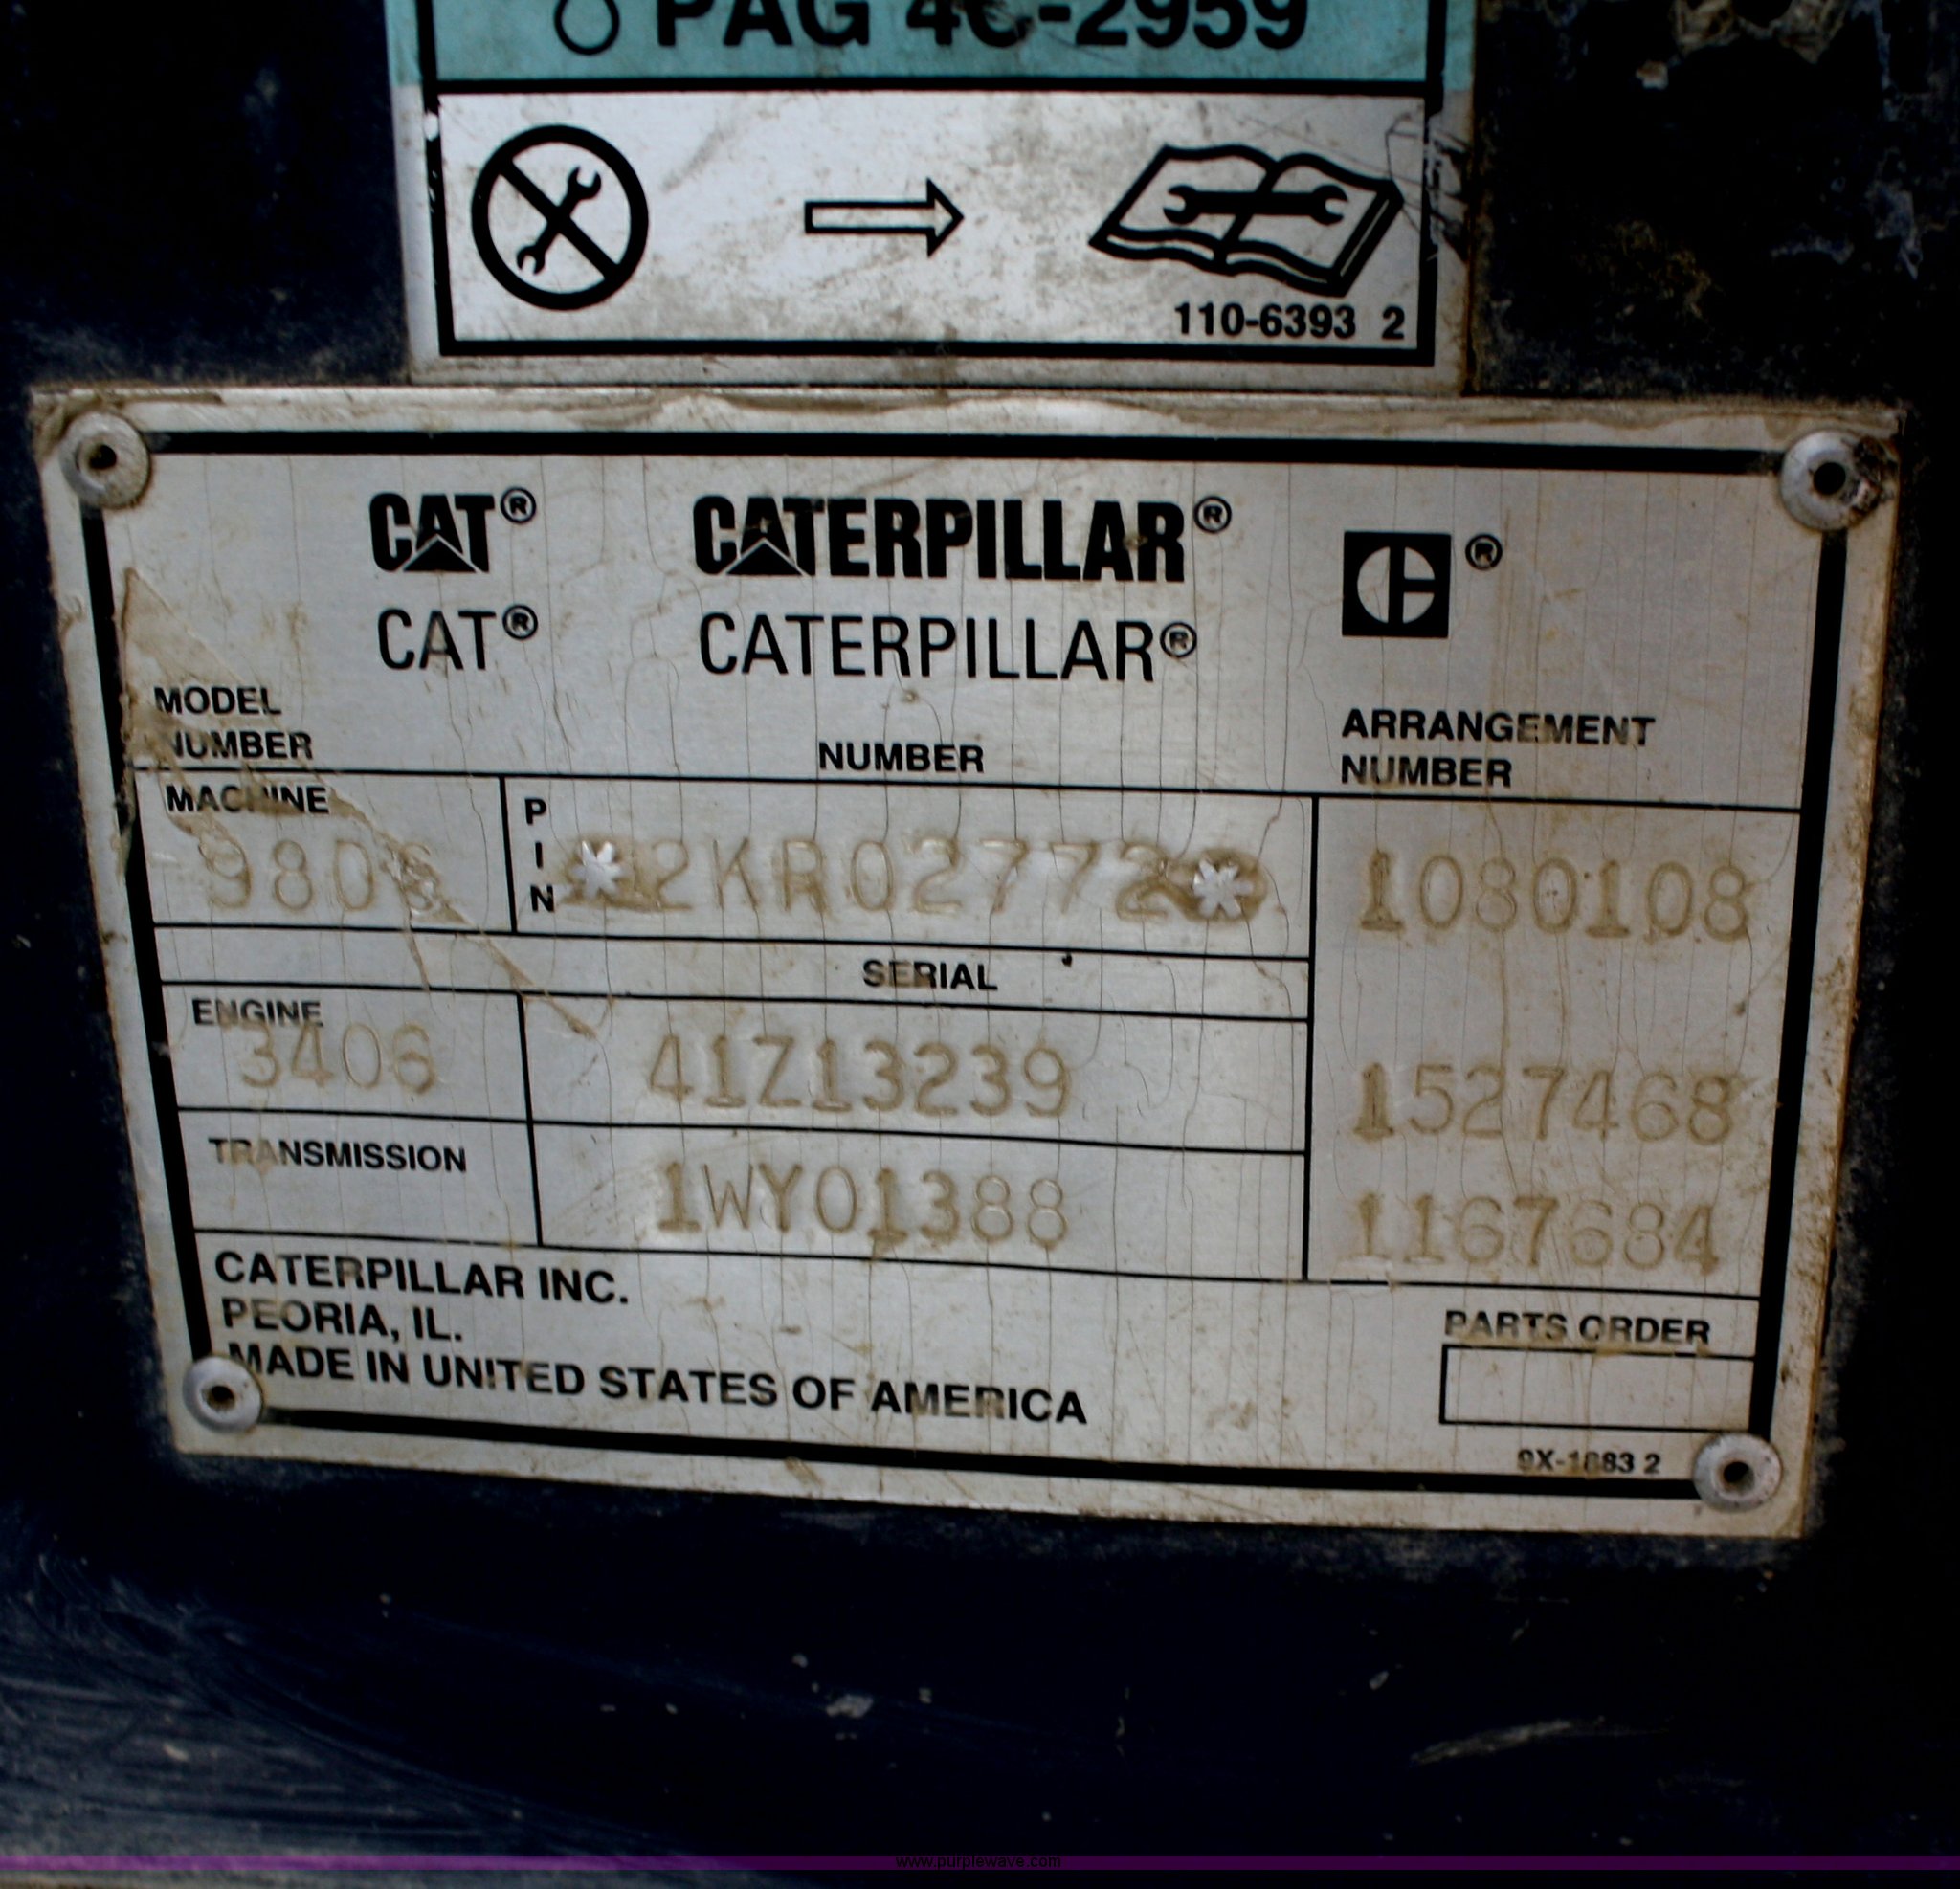 PAG 4C-2959
110-6393 2
CAT® CATERPILLAR® ®
CAT® CATERPILLAR®
MODEL
NUMBER
NUMBER
ARRANGEMENT
NUMBER
MACHINE
980G
PIN
*2KR02772*
1080108
SERIAL
ENGINE
3406
41Z13239
1527468
TRANSMISSION
1WY01388
1167684
CATERPILLAR INC.
PEORIA, IL.
MADE IN UNITED STATES OF AMERICA
PARTS ORDER
9X-1883 2
www.purplewave.com